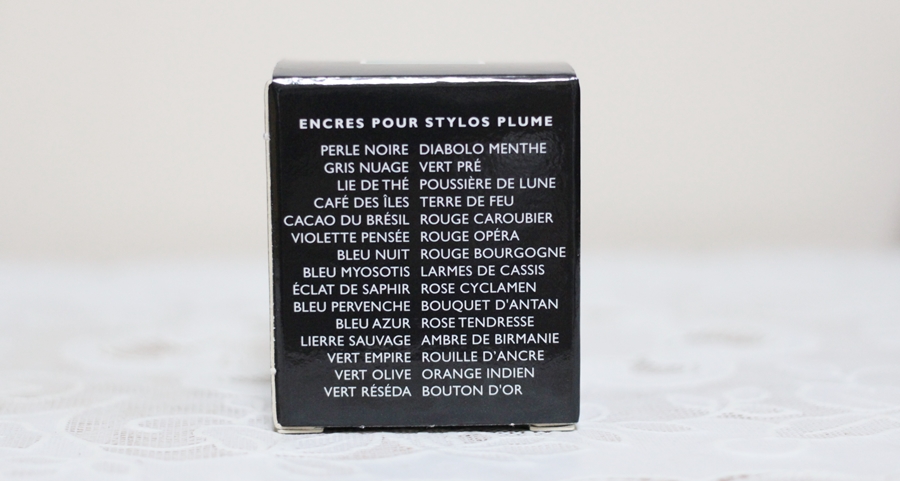 ENCRES POUR STYLOS PLUME
PERLE NOIRE DIABOLO MENTHE
GRIS NUAGE VERT PRÉ
LIE DE THÉ POUSSIÈRE DE LUNE
CAFÉ DES ÎLES TERRE DE FEU
CACAO DU BRÉSIL ROUGE CAROUBIER
VIOLETTE PENSÉE ROUGE OPÉRA
BLEU NUIT ROUGE BOURGOGNE
BLEU MYOSOTIS LARMES DE CASSIS
ÉCLAT DE SAPHIR ROSE CYCLAMEN
BLEU PERVENCHE BOUQUET D'ANTAN
BLEU AZUR ROSE TENDRESSE
LIERRE SAUVAGE AMBRE DE BIRMANIE
VERT EMPIRE ROUILLE D'ANCRE
VERT OLIVE ORANGE INDIEN
VERT RÉSÉDA BOUTON D'OR